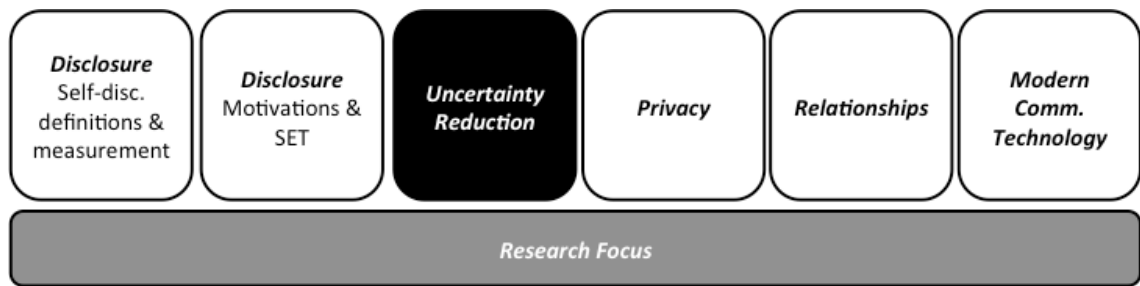 Disclosure
Self-disc.
definitions &
measurement
Disclosure
Motivations &
SET
Uncertainty
Reduction
Privacy
Relationships
Modern
Comm.
Technology
Research Focus